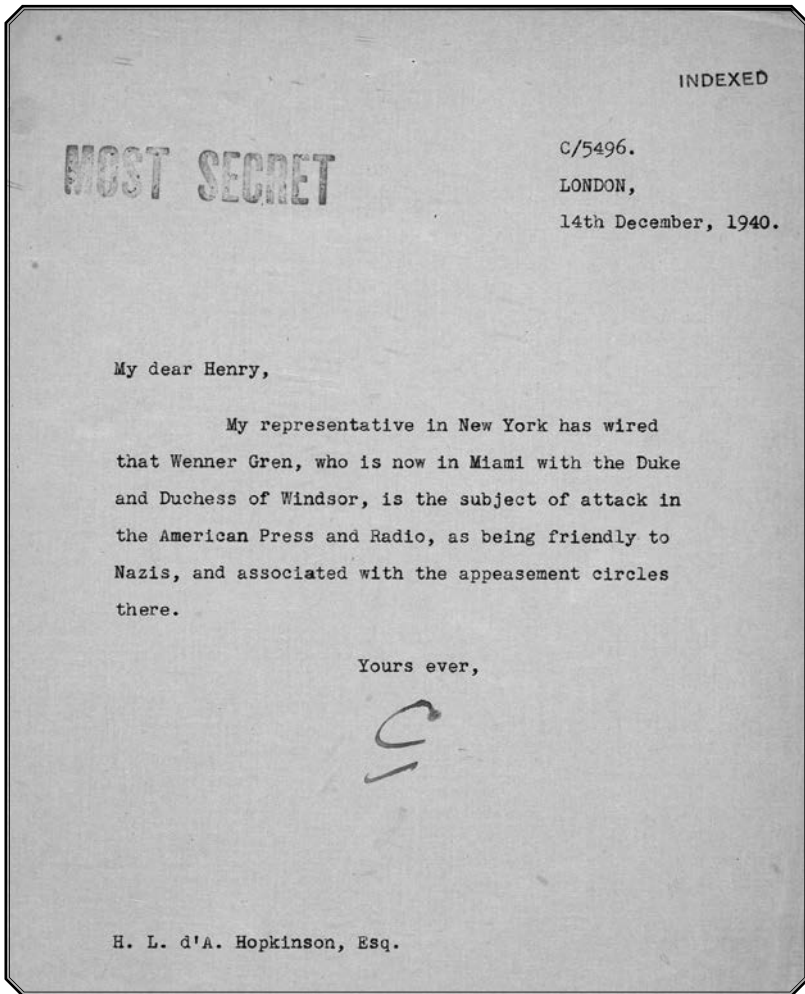 INDEXED
MOST SECRET
C/5496.
LONDON,
14th December, 1940.
My dear Henry,
My representative in New York has wired
that Wenner Gren, who is now in Miami with the Duke
and Duchess of Windsor, is the subject of attack in
the American Press and Radio, as being friendly to
Nazis, and associated with the appeasement circles
there.
Yours ever,
C
H. L. d'A. Hopkinson, Esq.